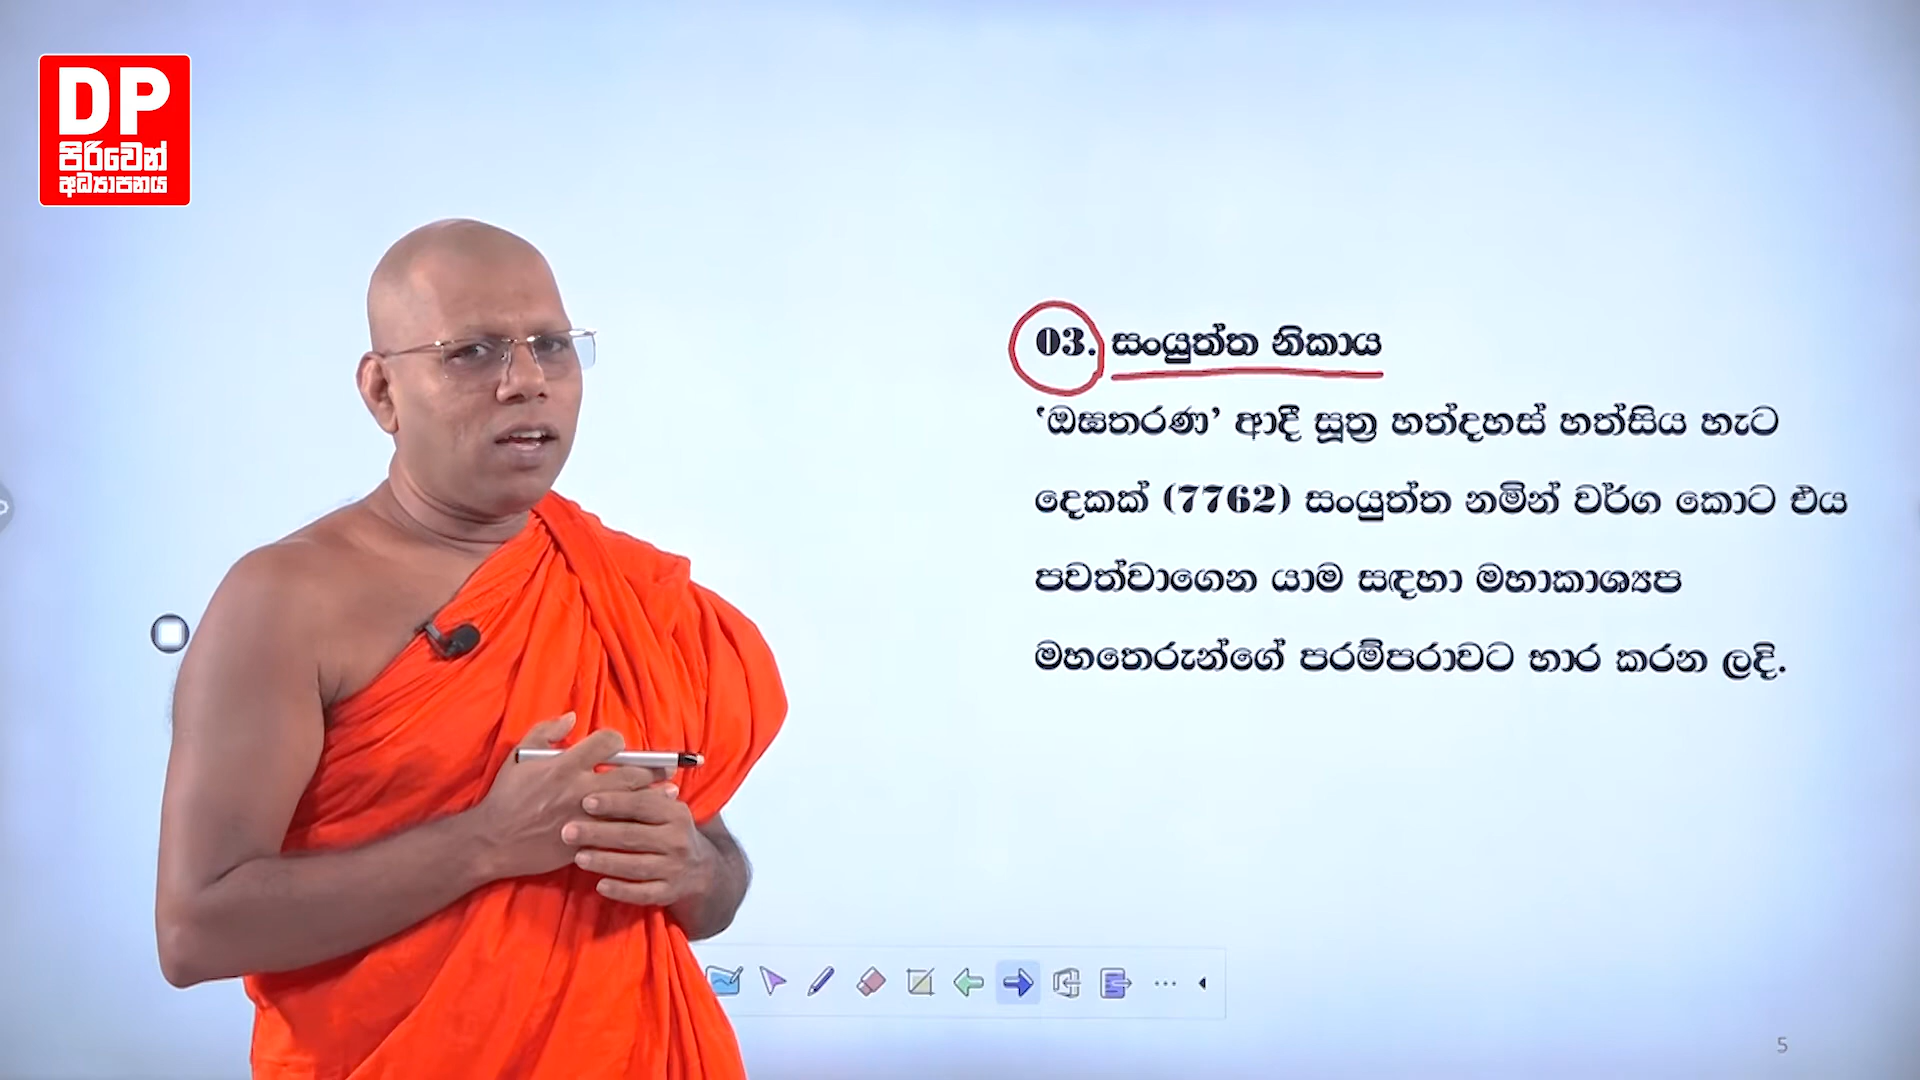 DP
පිරිවෙන්
අධ්‍යාපනය
03. සංයුත්ත නිකාය
‘ඔඝතරණ’ ආදී සූත්‍ර හත්දහස් හත්සිය හැට
දෙකක් (7762) සංයුත්ත නමින් වර්ග කොට එය
පවත්වාගෙන යාම සඳහා මහාකාශ්‍යප
මහතෙරුන්ගේ පරම්පරාවට භාර කරන ලදි.
5